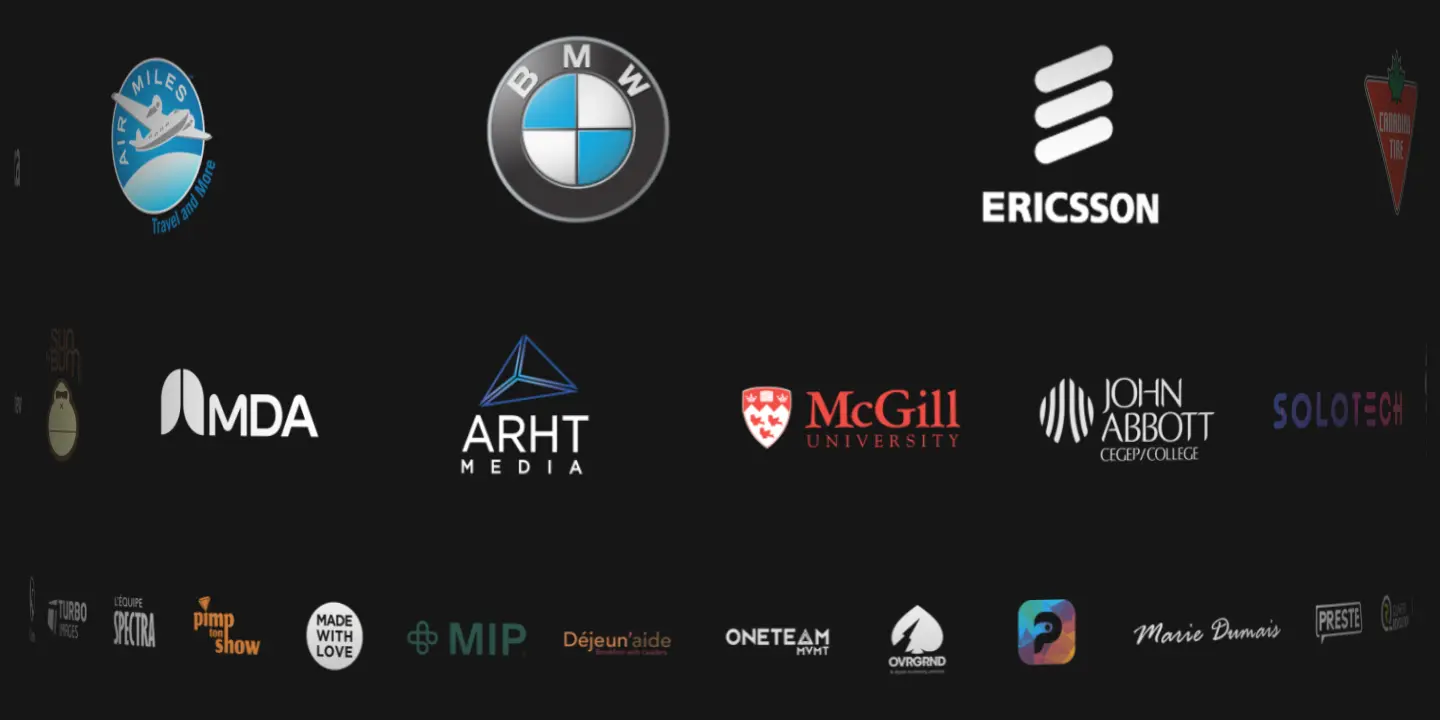 AIR MILES
Travel and More
BMW
ERICSSON
CANADIAN
TIRE
sun
BUM
MDA
ARHT
MEDIA
McGill
UNIVERSITY
JOHN
ABBOTT
CEGEP/COLLEGE
SOLOTECH
TURBO
IMAGES
L'ÉQUIPE
SPECTRA
pimp
ton
show
MADE
WITH
LOVE
MIP
Déjeun'aide
ONETEAM
MVMT
OVRGRND
Marie Dumais
PRESTE